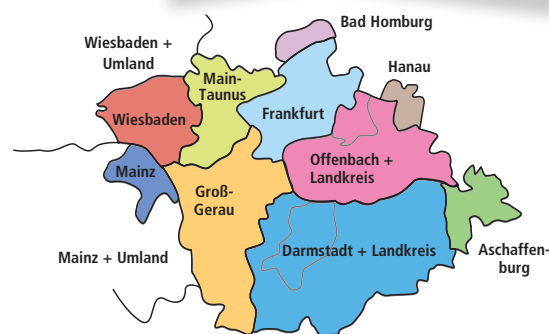 Bad Homburg
Wiesbaden +
Umland
Main-
Taunus
Hanau
Wiesbaden
Frankfurt
Mainz
Offenbach +
Landkreis
Groß-
Gerau
Mainz + Umland
Darmstadt + Landkreis
Aschaffen-
burg